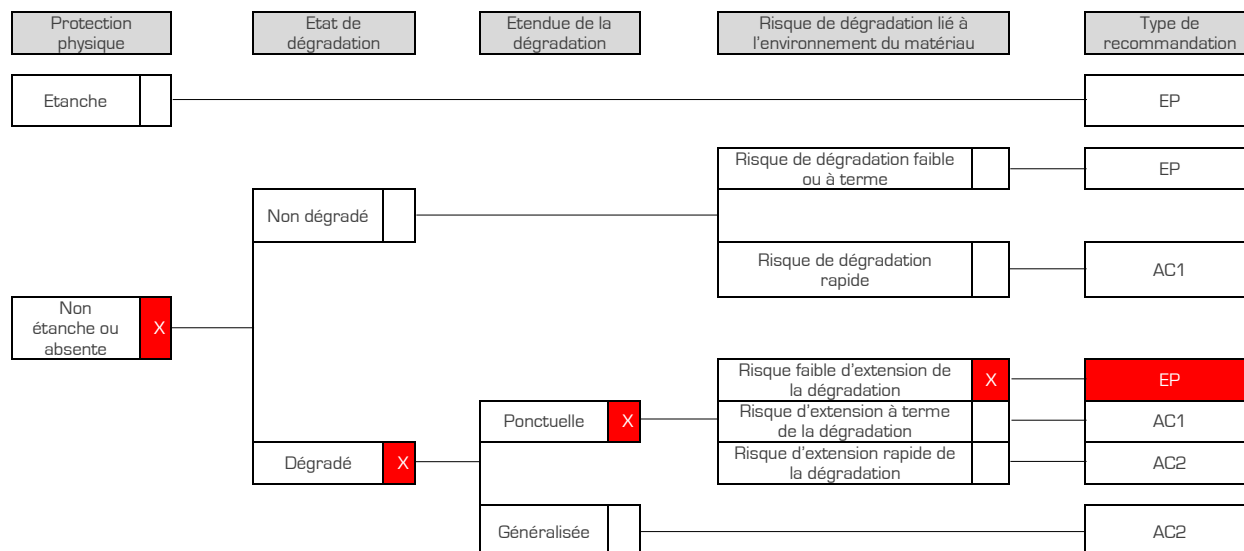 Protection
physique
Etat de
dégradation
Etendue de la
dégradation
Risque de dégradation lié à
l'environnement du matériau
Type de
recommandation
Etanche
EP
Risque de dégradation faible
ou à terme
EP
Non dégradé
Risque de dégradation
rapide
AC1
Non
étanche ou
absente
X
Risque faible d'extension de
la dégradation
X
EP
Ponctuelle
X
Risque d'extension à terme
de la dégradation
AC1
Dégradé
X
Risque d'extension rapide de
la dégradation
AC2
Généralisée
AC2